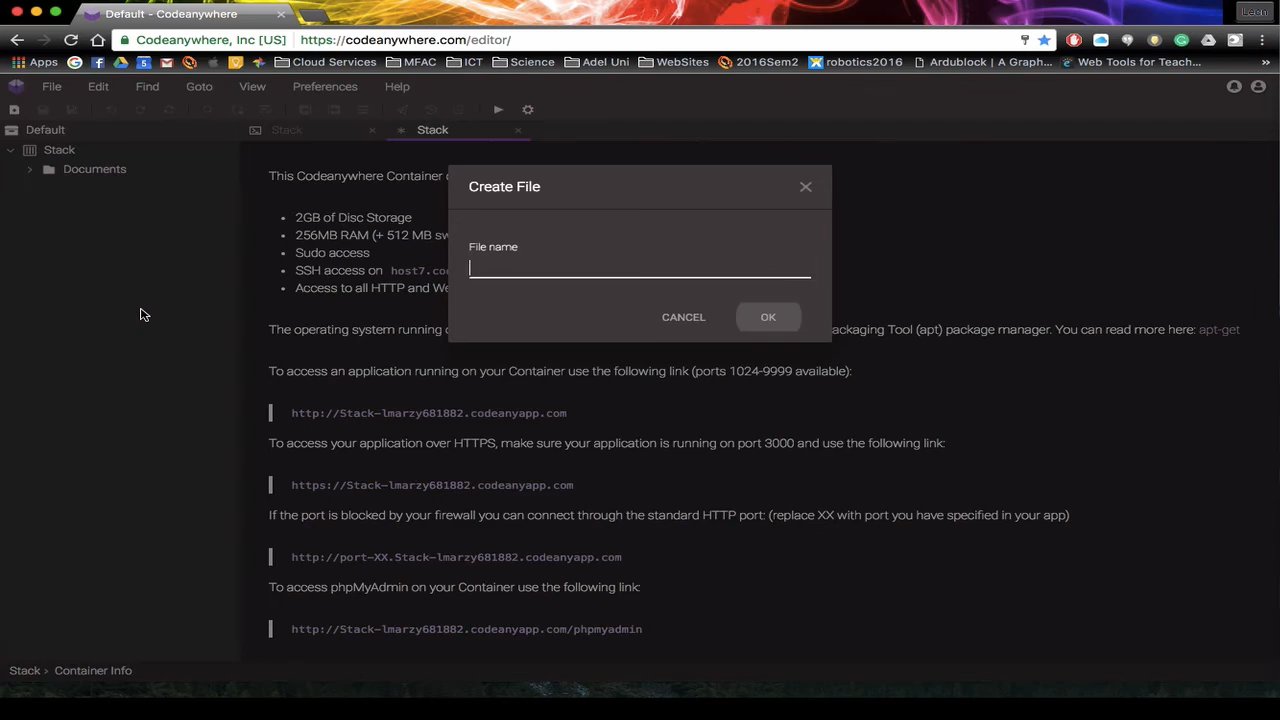 Default - Codeanywhere
Leon
Codeanywhere, Inc [US] https://codeanywhere.com/editor/
Apps Cloud Services MFAC ICT Science Adel Uni WebSites 2016Sem2 robotics2016 Ardublock | A Graph... Web Tools for Teach... »
File Edit Find Goto View Preferences Help
Default
Stack
Stack
Stack
Documents
This Codeanywhere Container
2GB of Disc Storage
256MB RAM (+ 512 MB sw
Sudo access
SSH access on host7.co
Access to all HTTP and We
Create File
File name
CANCEL OK
The operating system running ackaging Tool (apt) package manager. You can read more here: apt-get
To access an application running on your Container use the following link (ports 1024-9999 available):
http://Stack-lmarzy681882.codeanyapp.com
To access your application over HTTPS, make sure your application is running on port 3000 and use the following link:
https://Stack-lmarzy681882.codeanyapp.com
If the port is blocked by your firewall you can connect through the standard HTTP port: (replace XX with port you have specified in your app)
http://port-XX.Stack-lmarzy681882.codeanyapp.com
To access phpMyAdmin on your Container use the following link:
http://Stack-lmarzy681882.codeanyapp.com/phpmyadmin
Stack > Container Info